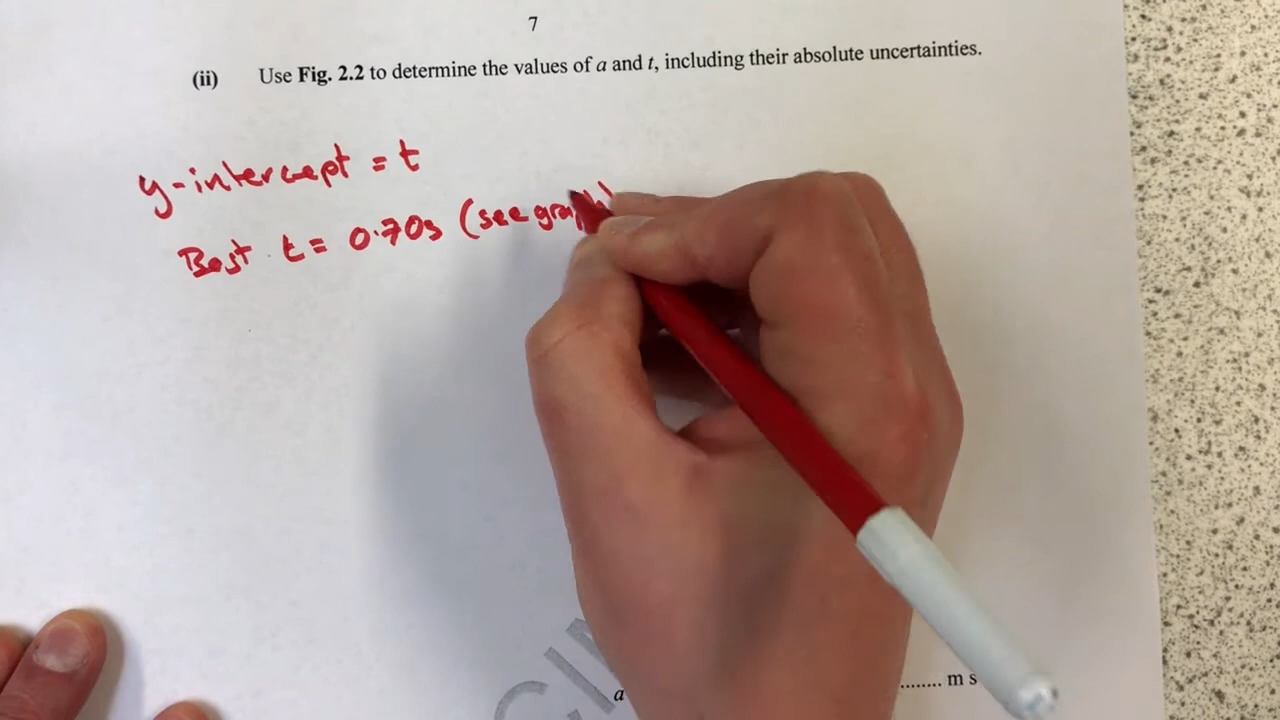 7
(ii) Use Fig. 2.2 to determine the values of a and t, including their absolute uncertainties.
y-intercept = t
Best t = 0.70s (see graph)
a ........ m s